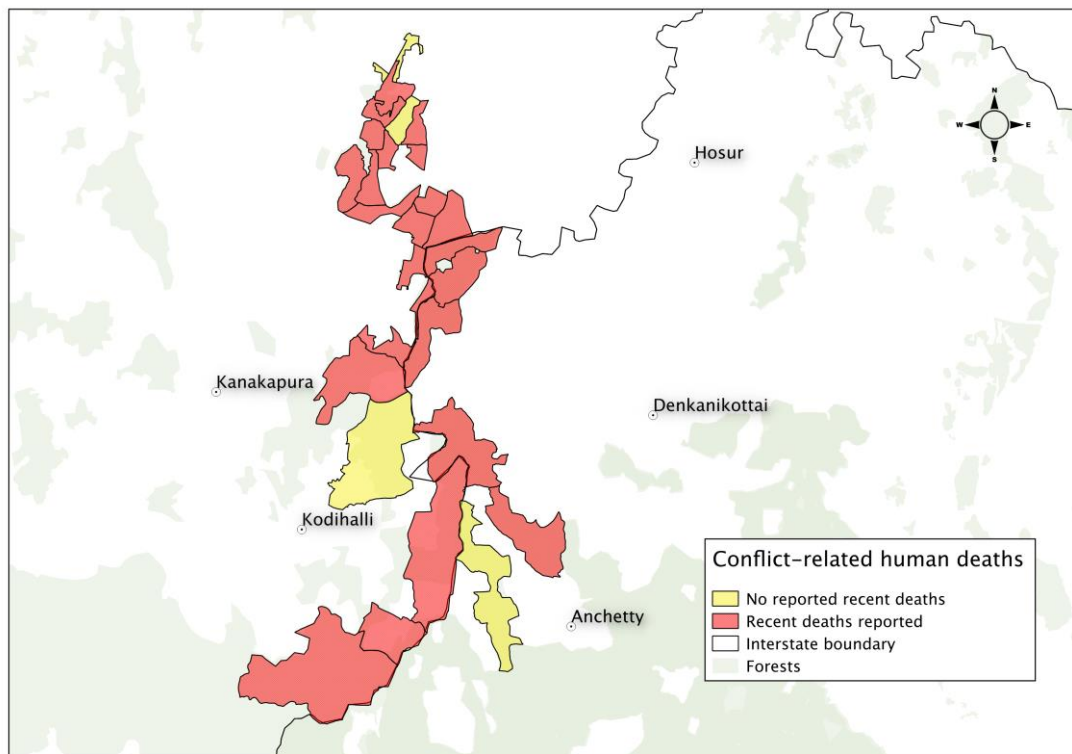 N
W E
S
Hosur
Kanakapura
Denkanikottai
Kodihalli
Anchetty
Conflict-related human deaths
No reported recent deaths
Recent deaths reported
Interstate boundary
Forests